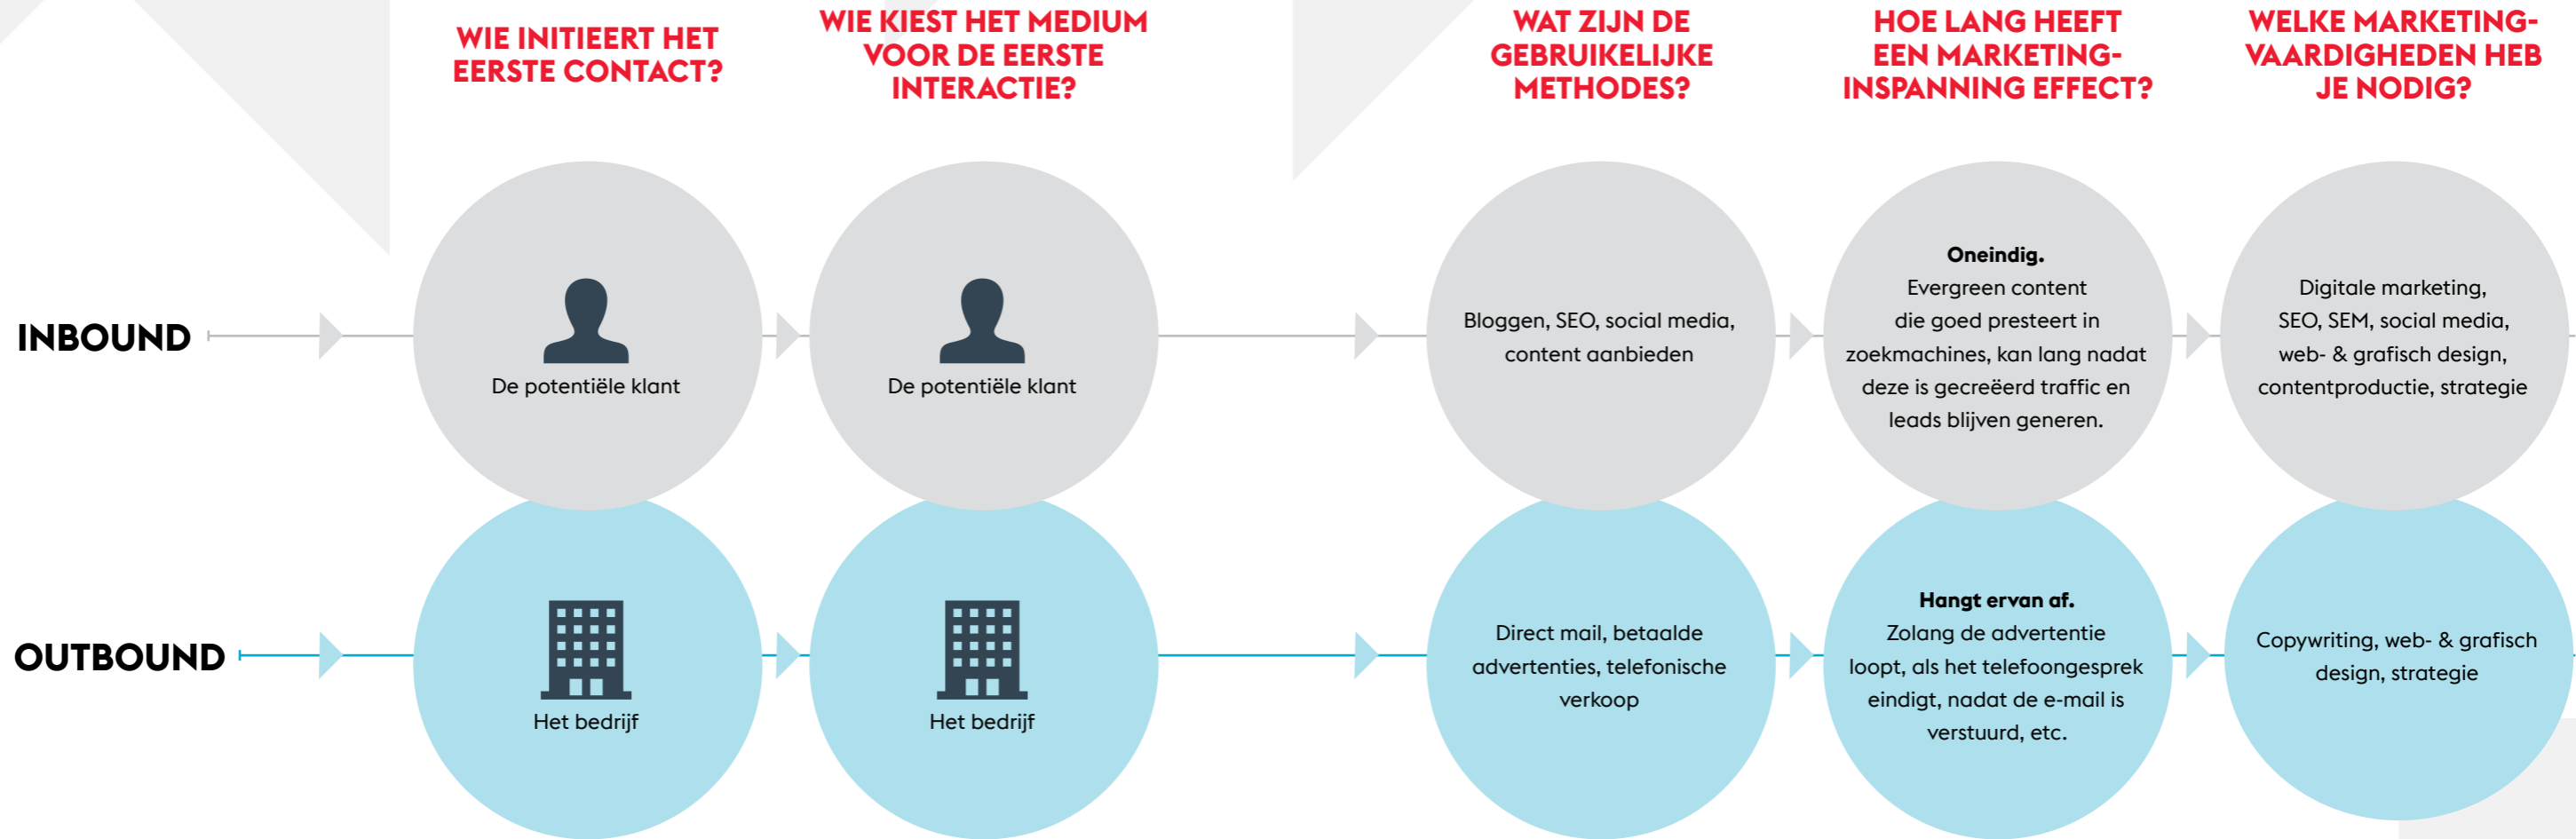 WIE INITIEERT HET
EERSTE CONTACT?
WIE KIEST HET MEDIUM
VOOR DE EERSTE
INTERACTIE?
WAT ZIJN DE
GEBRUIKELIJKE
METHODES?
HOE LANG HEEFT
EEN MARKETING-
INSPANNING EFFECT?
WELKE MARKETING-
VAARDIGHEDEN HEB
JE NODIG?
INBOUND
De potentiële klant
De potentiële klant
Bloggen, SEO, social media,
content aanbieden
Oneindig.
Evergreen content
die goed presteert in
zoekmachines, kan lang nadat
deze is gecreëerd traffic en
leads blijven generen.
Digitale marketing,
SEO, SEM, social media,
web- & grafisch design,
contentproductie, strategie
OUTBOUND
Het bedrijf
Het bedrijf
Direct mail, betaalde
advertenties, telefonische
verkoop
Hangt ervan af.
Zolang de advertentie
loopt, als het telefoongesprek
eindigt, nadat de e-mail is
verstuurd, etc.
Copywriting, web- & grafisch
design, strategie